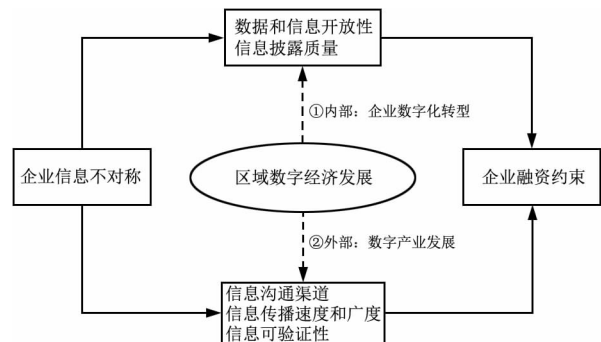 数据和信息开放性
信息披露质量
①内部：企业数字化转型
企业信息不对称
区域数字经济发展
企业融资约束
②外部：数字产业发展
信息沟通渠道
信息传播速度和广度
信息可验证性